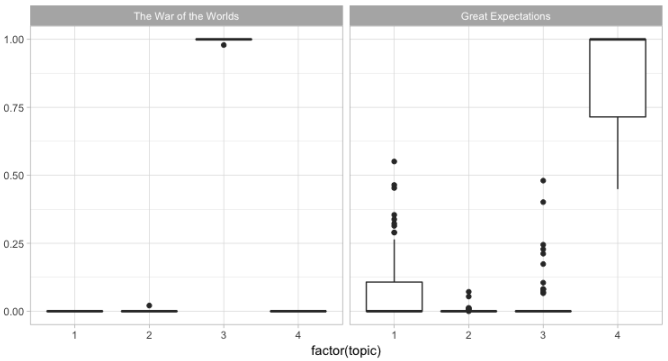 The War of the Worlds
Great Expectations
1.00
0.75
0.50
0.25
0.00
1 2 3 4
1 2 3 4
factor(topic)